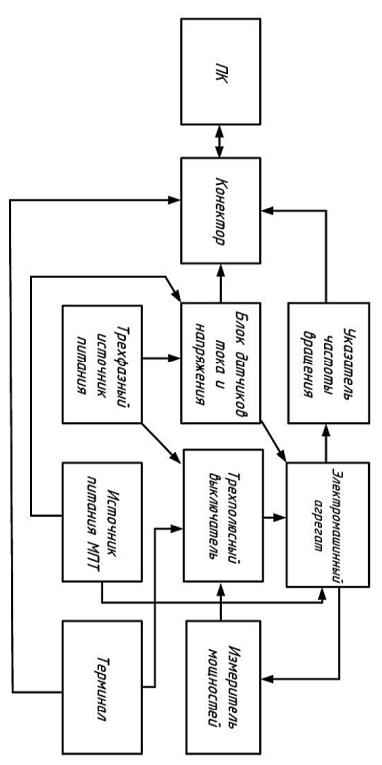 ПК
Конектор
Указатель
частоты
вращения
Блок датчиков
тока и
напряжения
Трехфазный
источник
питания
Электромашинный
агрегат
Трехполюсный
выключатель
Источник
питания МПТ
Измеритель
мощностей
Терминал